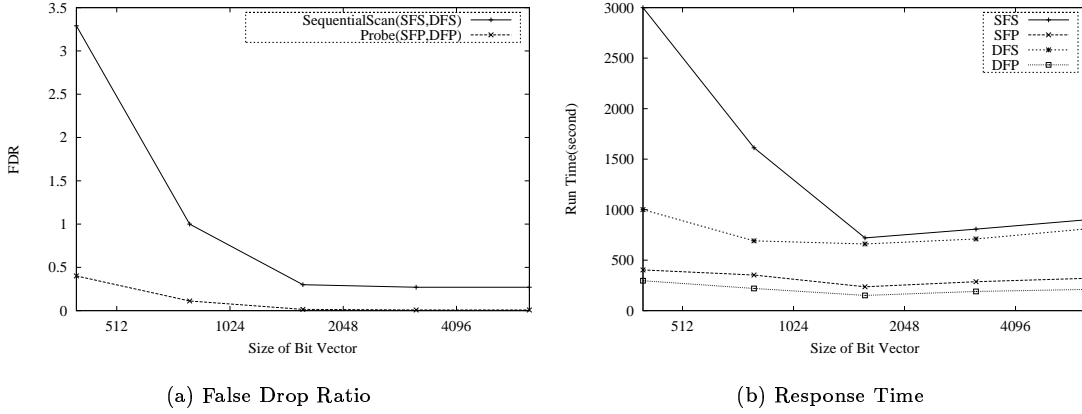 3.5
3
2.5
2
1.5
1
0.5
0
FDR
SequentialScan(SFS,DFS)
Probe(SFP,DFP)
512 1024 2048 4096
Size of Bit Vector
(a) False Drop Ratio
3000
2500
2000
1500
1000
500
0
Run Time(second)
SFS
SFP
DFS
DFP
512 1024 2048 4096
Size of Bit Vector
(b) Response Time